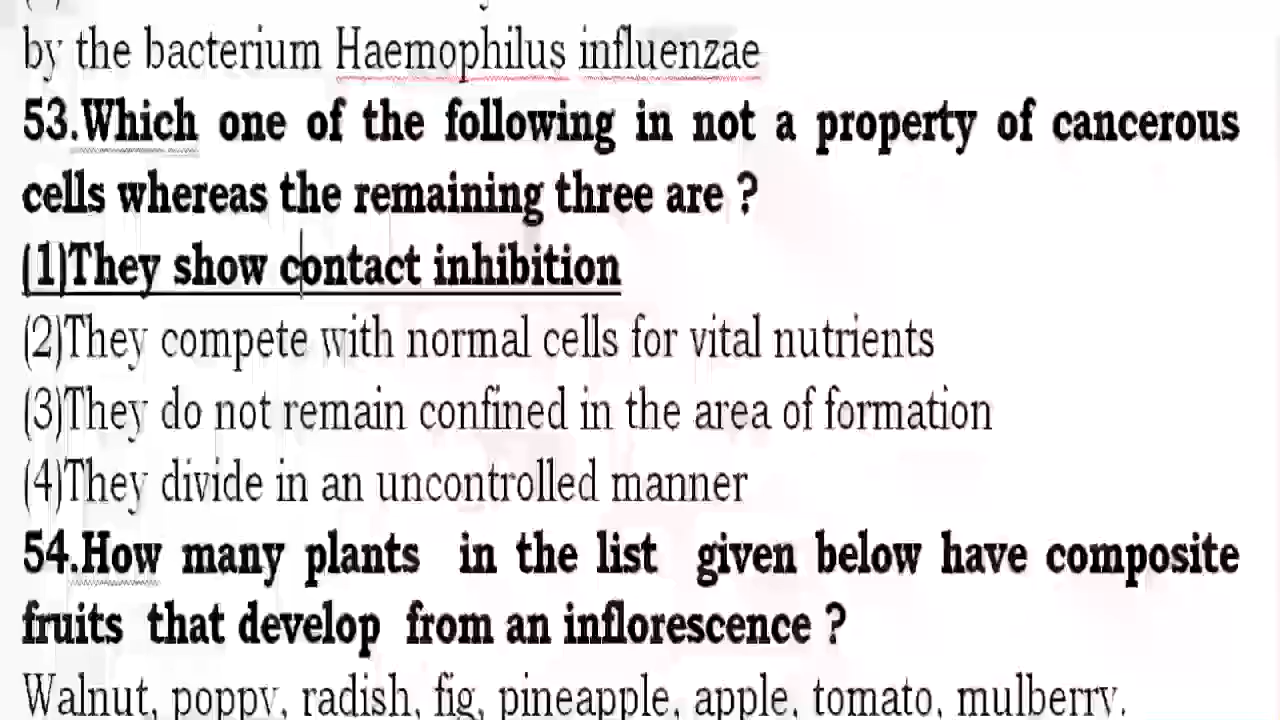 by the bacterium Haemophilus influenzae
53.Which one of the following in not a property of cancerous
cells whereas the remaining three are ?
(1)They show contact inhibition
(2)They compete with normal cells for vital nutrients
(3)They do not remain confined in the area of formation
(4)They divide in an uncontrolled manner
54.How many plants in the list given below have composite
fruits that develop from an inflorescence ?
Walnut, poppy, radish, fig, pineapple, apple, tomato, mulberry.